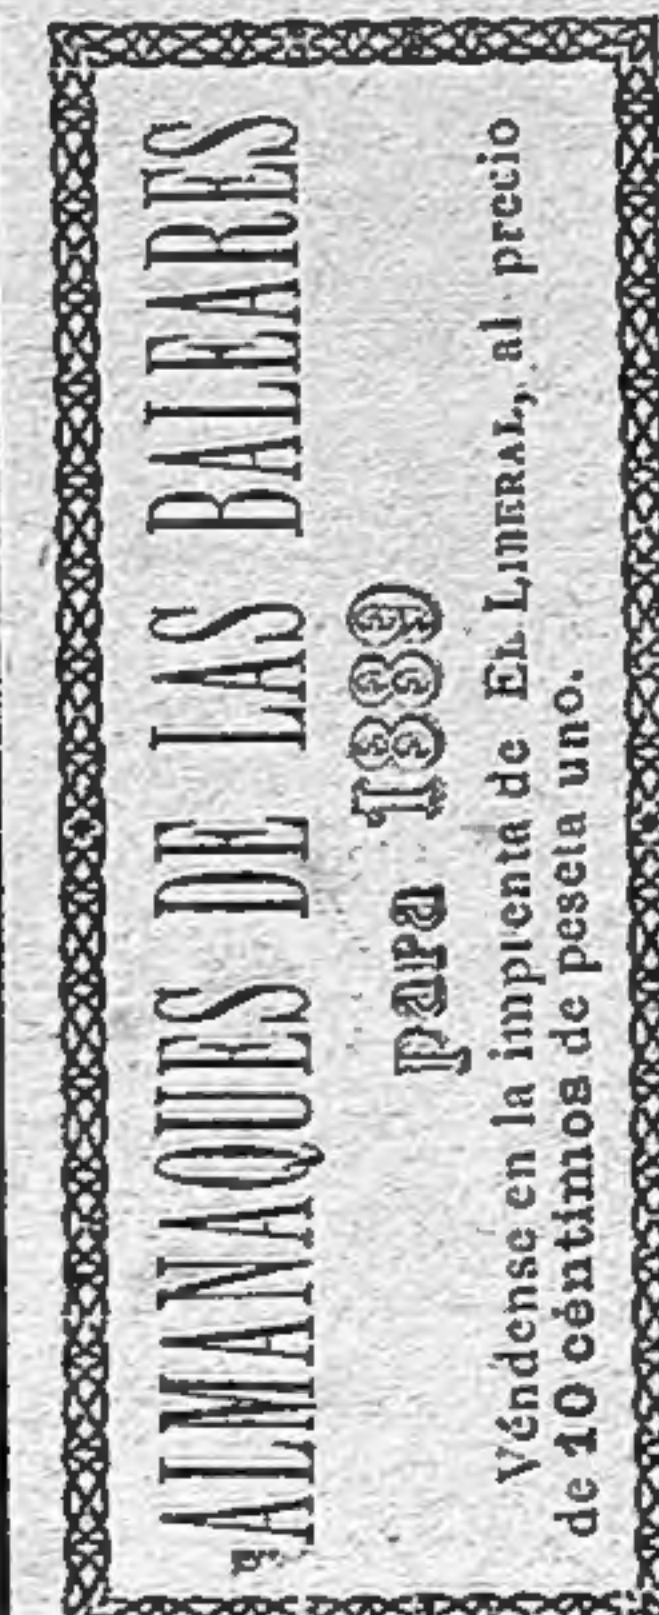 ALMANAQUES DE LAS BALEARES
para 1889
Véndense en la imprenta de EL LIBERAL, al precio
de 10 céntimos de peseta uno.